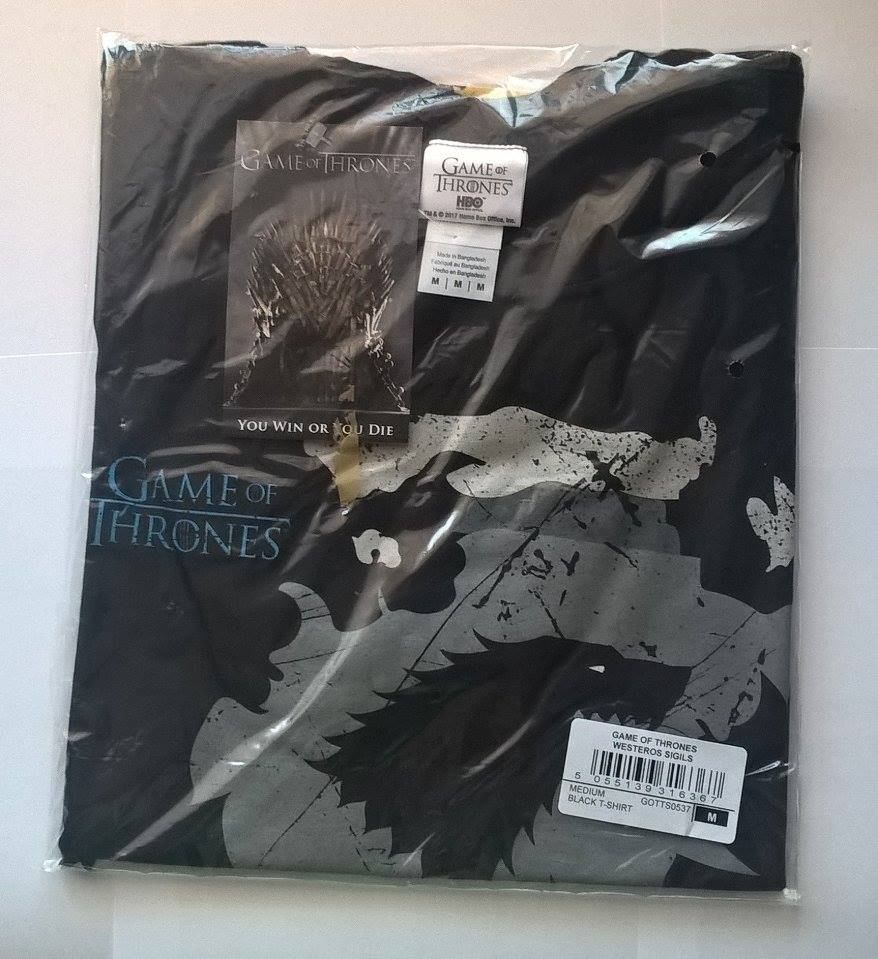 GAME OF THRONES
YOU WIN OR YOU DIE
GAME OF
THRONES
HBO
TM & © 2017 Home Box Office, Inc.
Made in Bangladesh
Fabriqué au Bangladesh
Hecho en Bangladesh
M | M | M
GAME OF
THRONES
GAME OF THRONES
WESTEROS SIGILS
5 055139 316367
MEDIUM GOTTS0537
BLACK T-SHIRT M